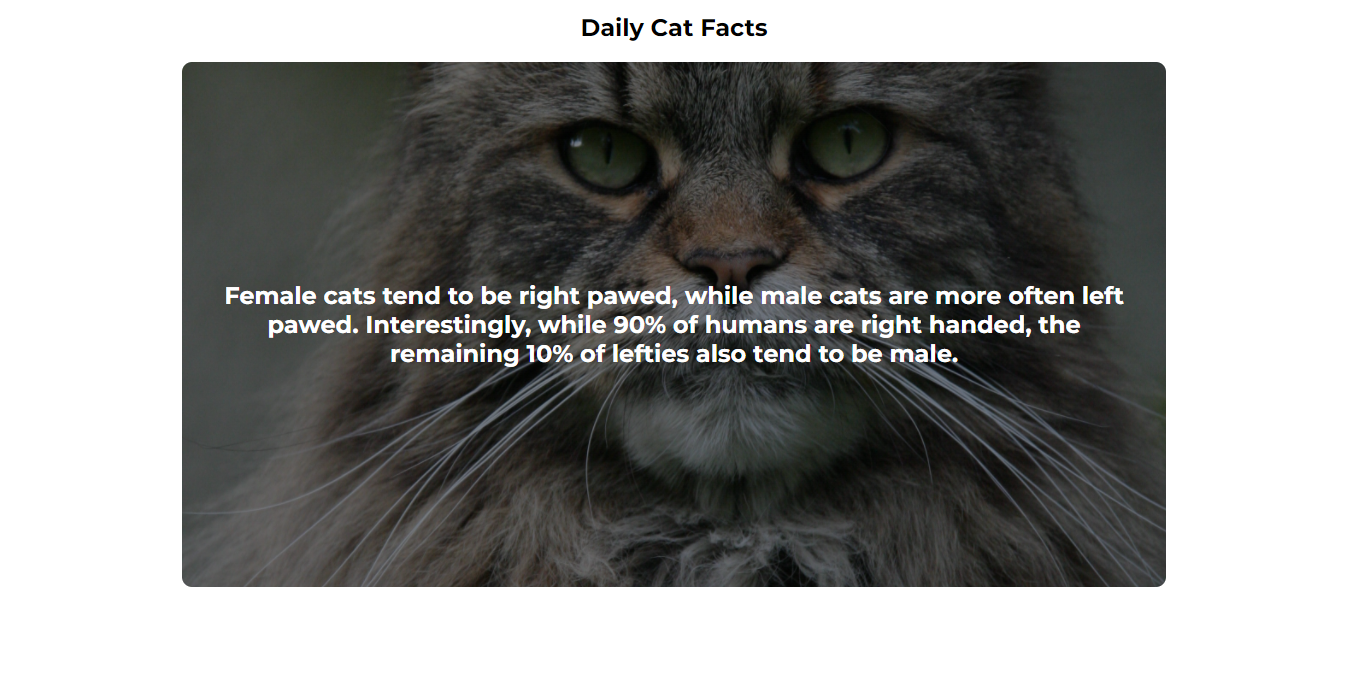 Daily Cat Facts
Female cats tend to be right pawed, while male cats are more often left
pawed. Interestingly, while 90% of humans are right handed, the
remaining 10% of lefties also tend to be male.